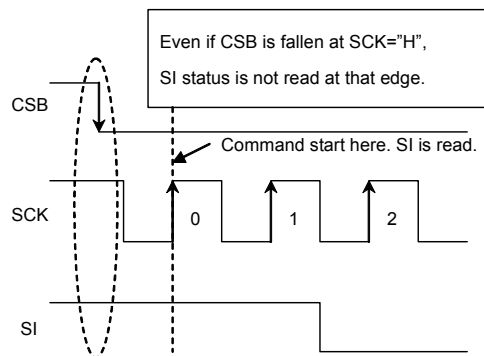 Even if CSB is fallen at SCK="H",
SI status is not read at that edge.
CSB
Command start here. SI is read.
SCK
0
1
2
SI